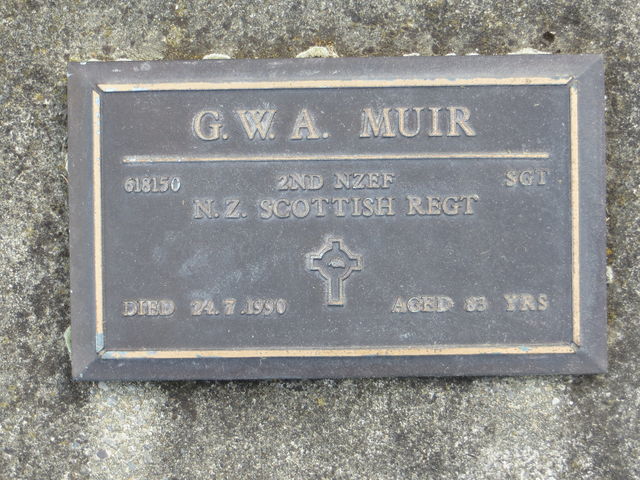 G. W. A. MUIR
618150 2ND NZEF SGT
N. Z. SCOTTISH REGT
DIED 24. 7. 1990 AGED 83 YRS